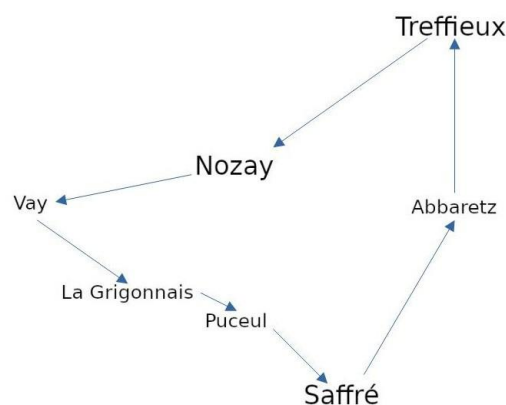 Treffieux
Nozay
Vay
Abbaretz
La Grigonnais
Puceul
Saffré